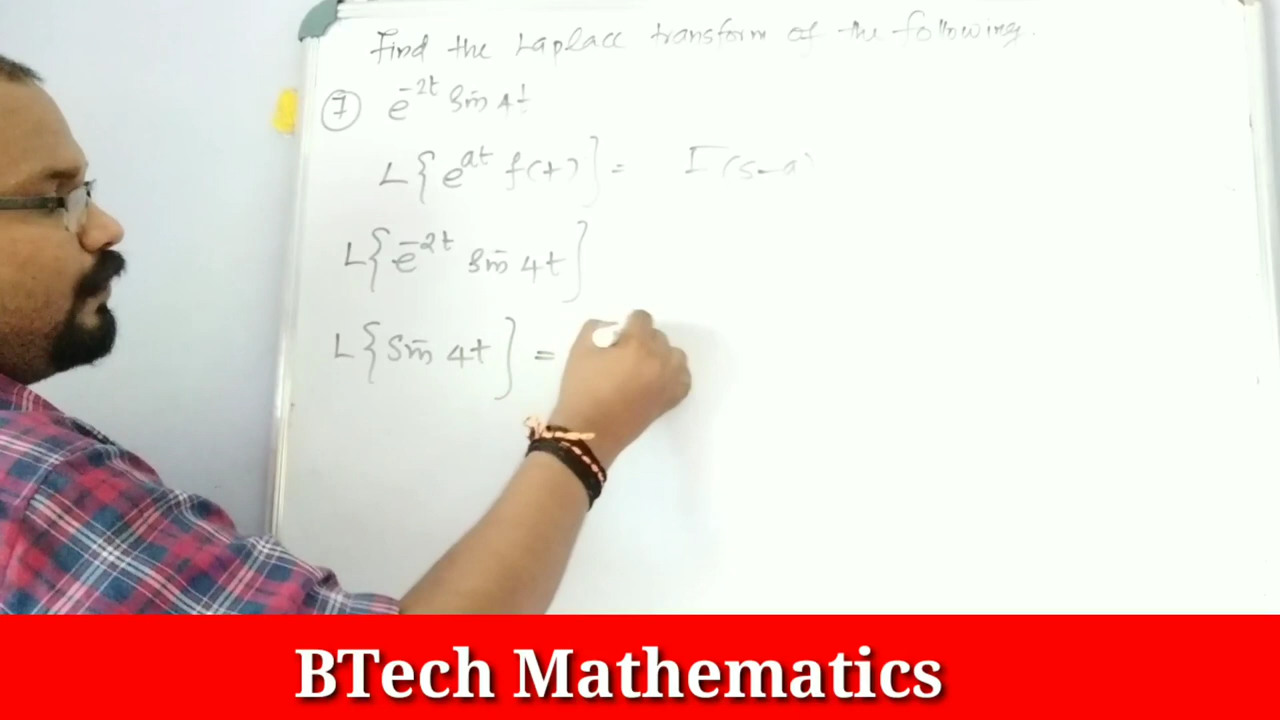 Find the Laplace transform of the following.
7 e^-2t Sin 4t
L{e^at f(t)} = F(s-a)
L{e^-2t Sin 4t}
L{Sin 4t} =
BTech Mathematics